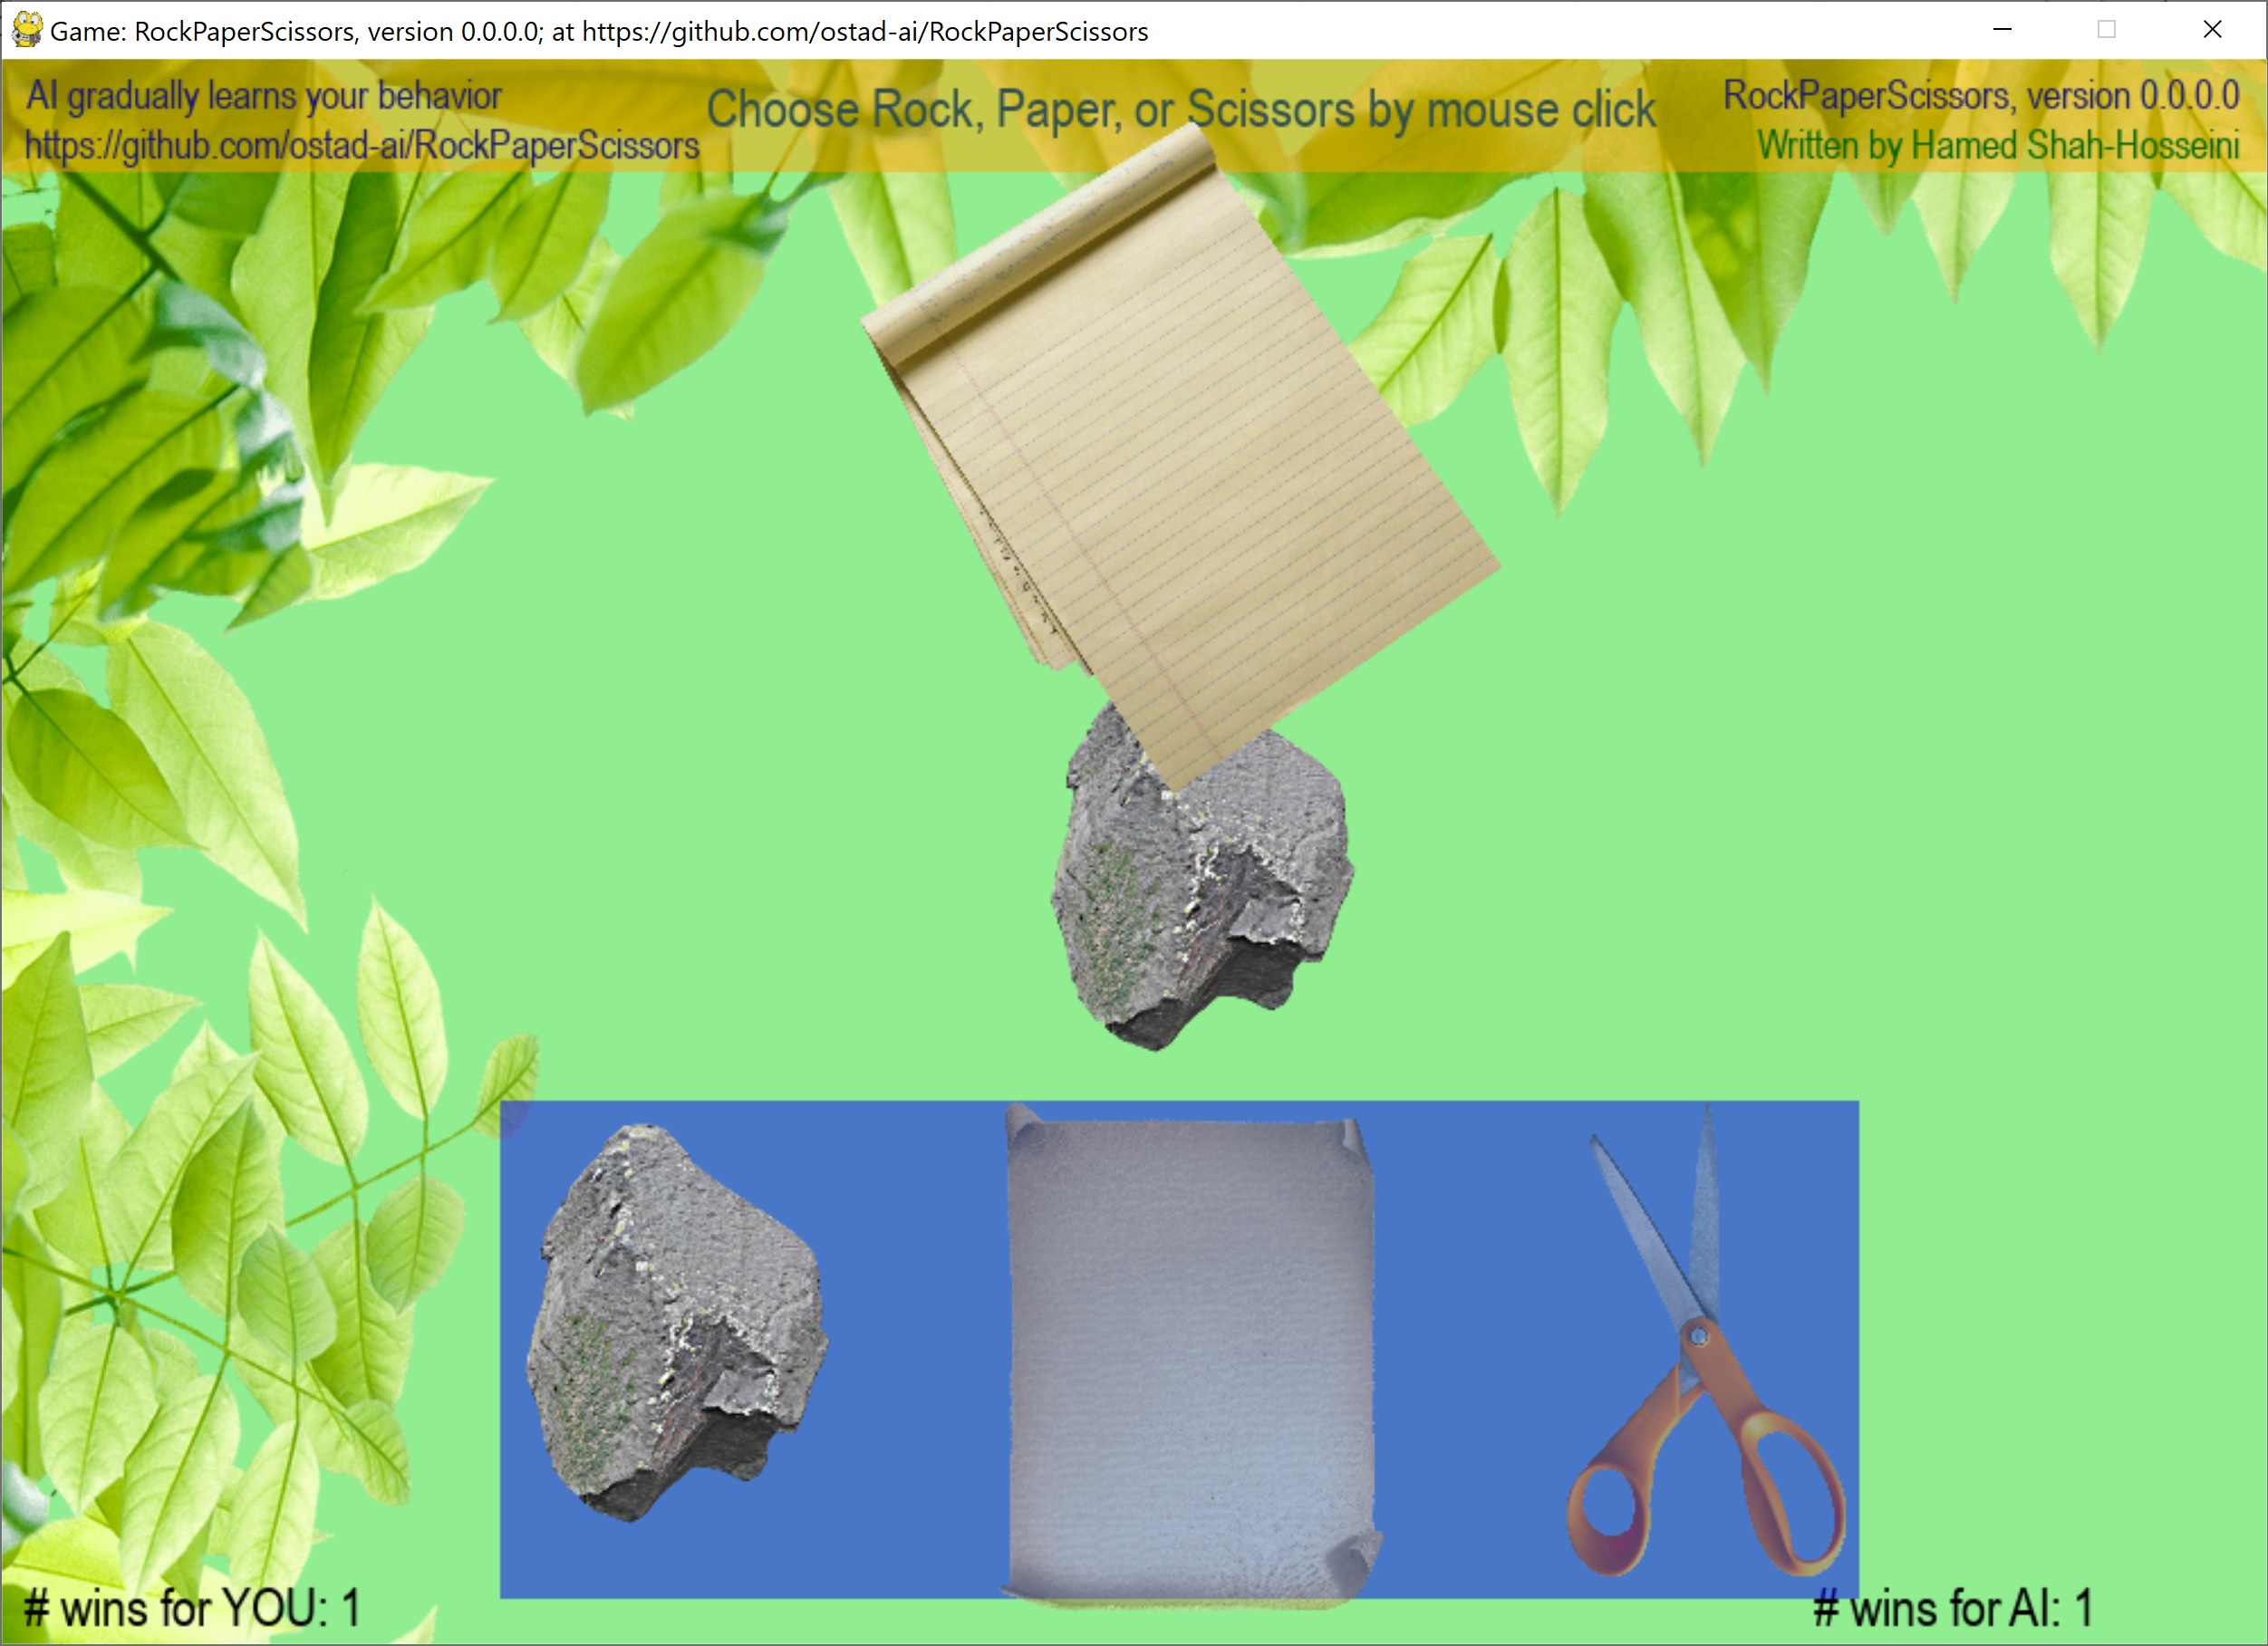 Game: RockPaperScissors, version 0.0.0.0; at https://github.com/ostad-ai/RockPaperScissors
AI gradually learns your behavior
https://github.com/ostad-ai/RockPaperScissors
Choose Rock, Paper, or Scissors by mouse click
RockPaperScissors, version 0.0.0.0
Written by Hamed Shah-Hosseini
# wins for YOU: 1
# wins for AI: 1